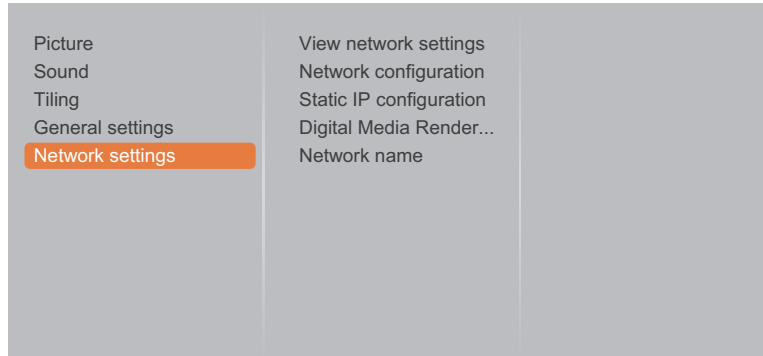 Picture
Sound
Tiling
General settings
Network settings
View network settings
Network configuration
Static IP configuration
Digital Media Render...
Network name